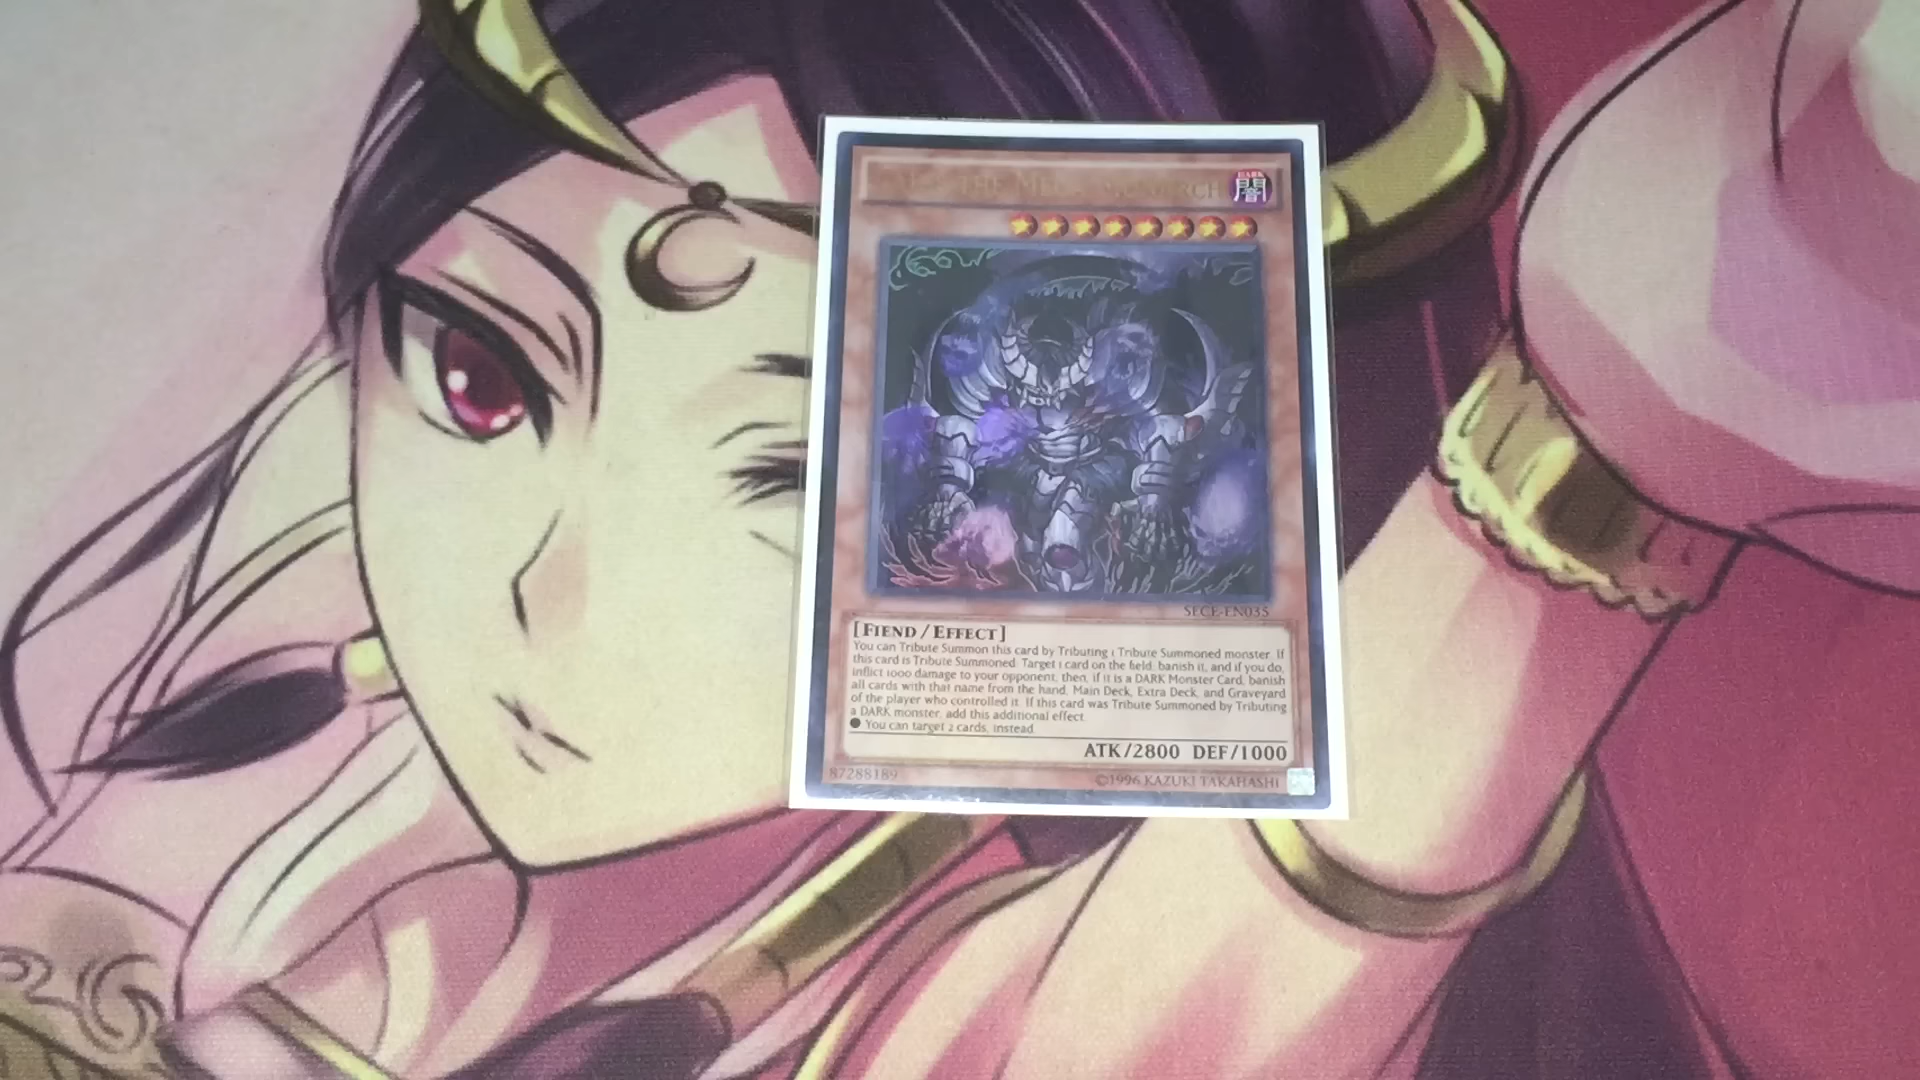 THE MEGA MONARCH
DARK
闇
SECE-EN035
[FIEND/EFFECT]
You can Tribute Summon this card by Tributing 1 Tribute Summoned monster. If
this card is Tribute Summoned: Target 1 card on the field; banish it, and if you do,
inflict 1000 damage to your opponent, then, if it is a DARK Monster Card, banish
all cards with that name from the hand, Main Deck, Extra Deck, and Graveyard
of the player who controlled it. If this card was Tribute Summoned by Tributing
a DARK monster, add this additional effect.
● You can target 2 cards, instead.
ATK/2800 DEF/1000
87288189
©1996 KAZUKI TAKAHASHI